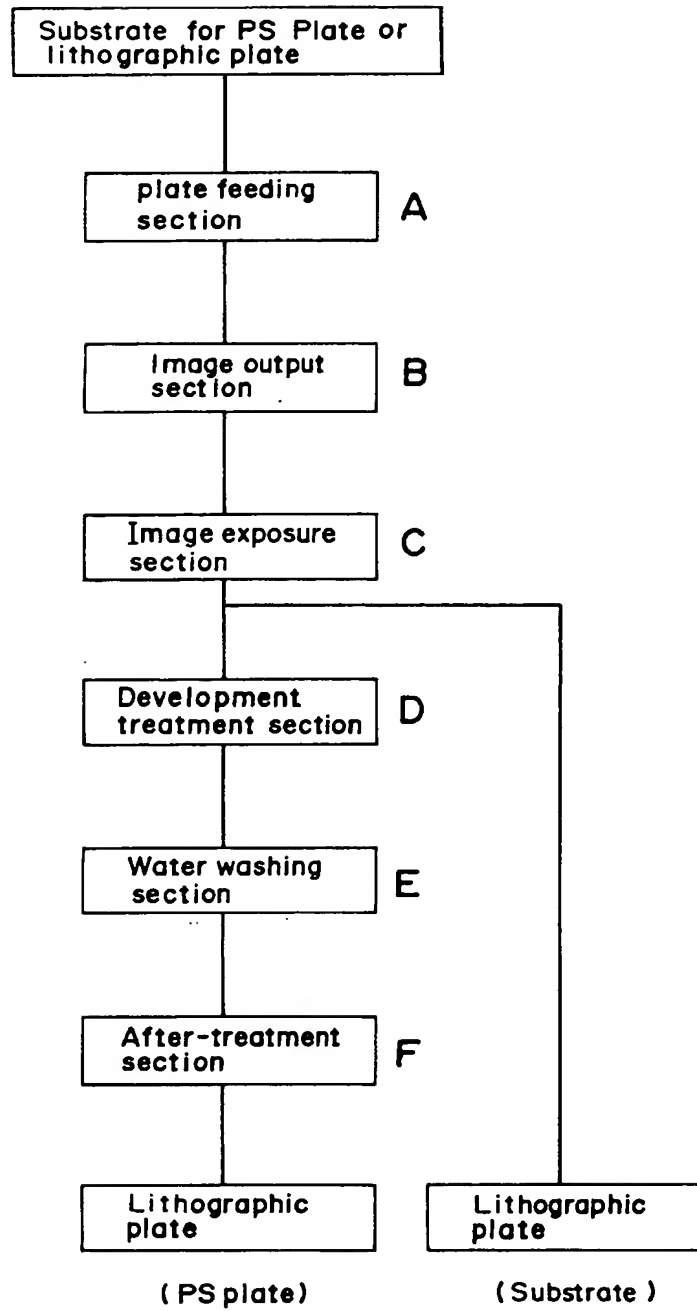 Substrate for PS Plate or
lithographic plate
plate feeding
section
A
Image output
section
B
Image exposure
section
C
Development
treatment section
D
Water washing
section
E
After-treatment
section
F
Lithographic
plate
Lithographic
plate
(PS plate)
(Substrate)